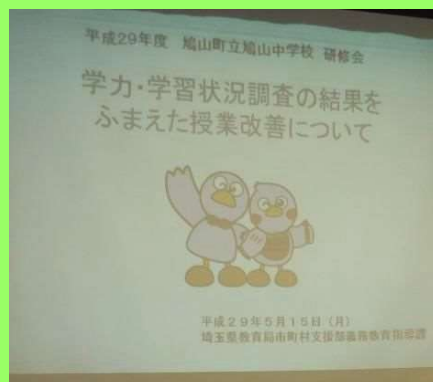 平成29年度 鳩山町立鳩山中学校 研修会
学力・学習状況調査の結果を
ふまえた授業改善について
平成29年5月15日(月)
埼玉県教育局市町村支援部義務教育指導課